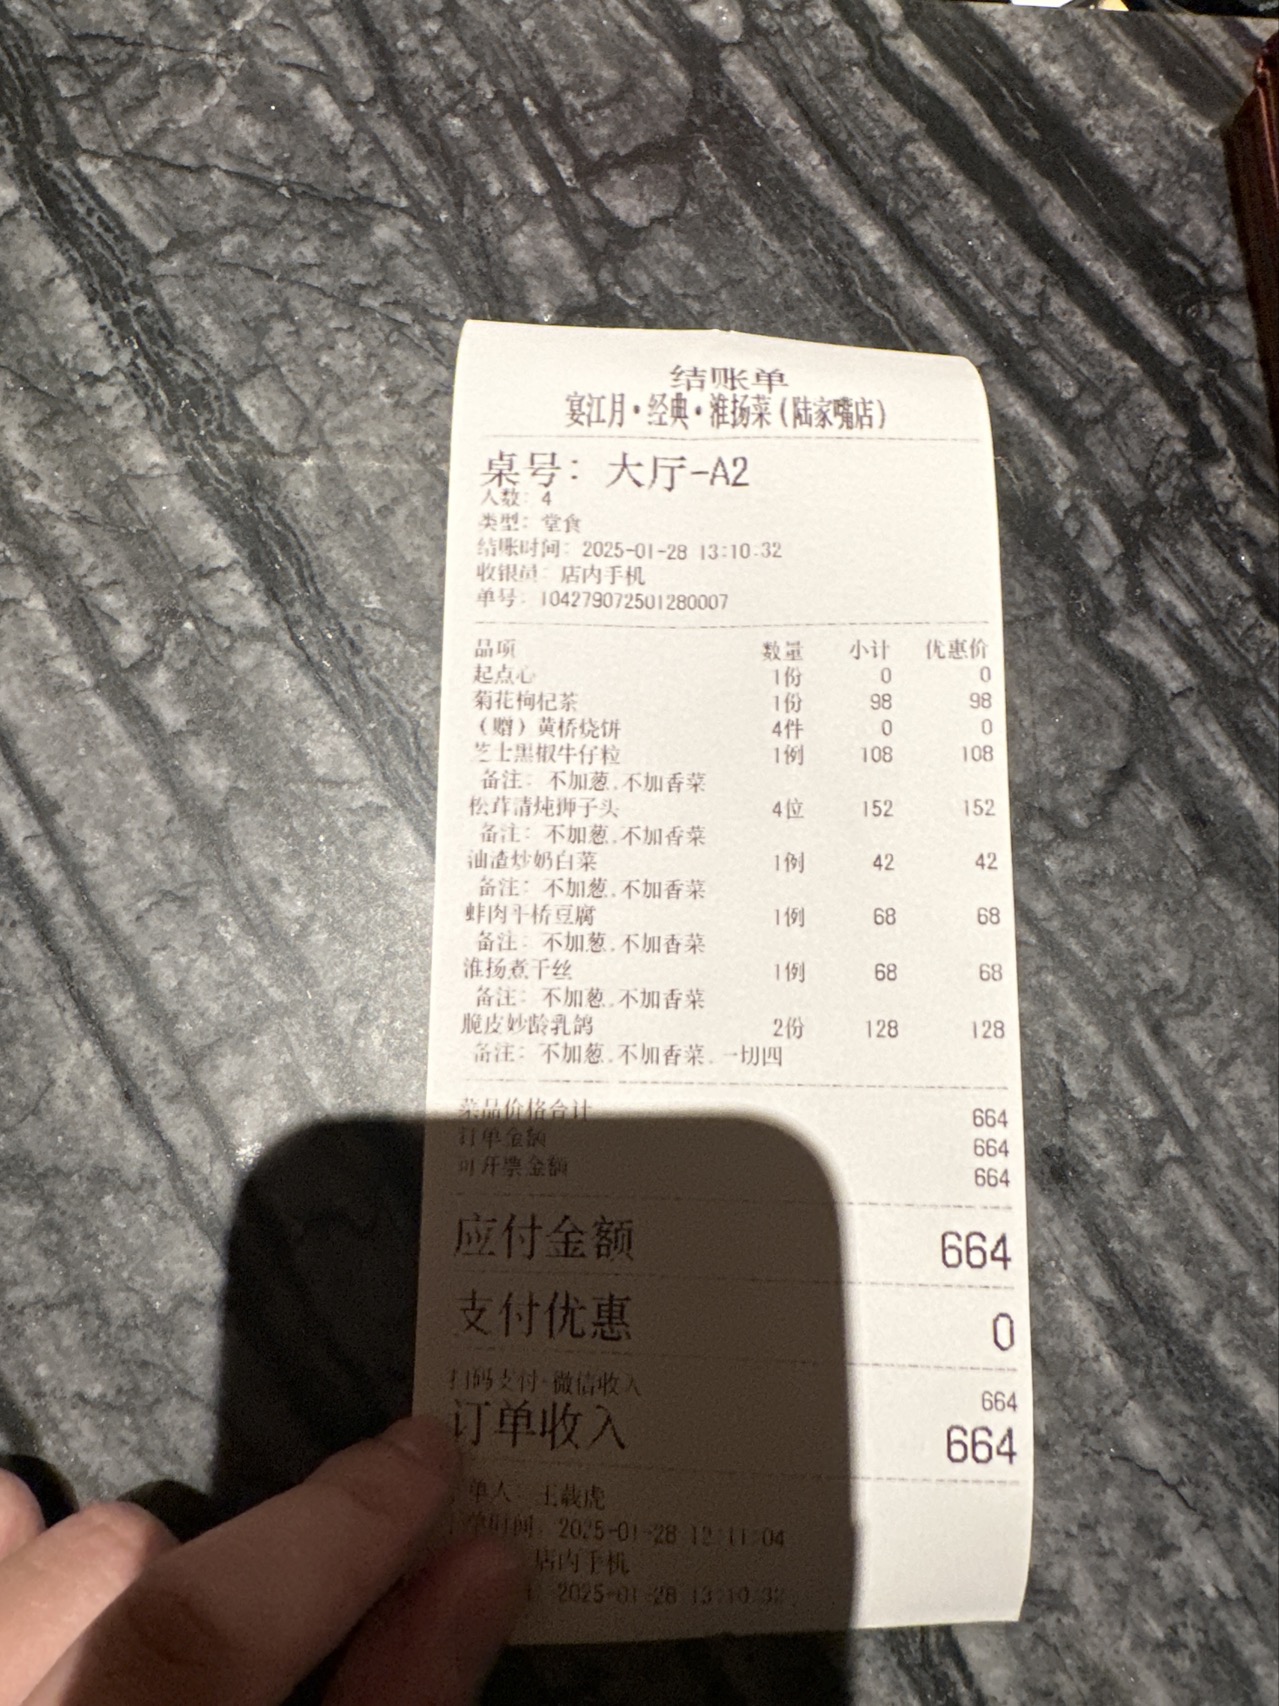 结账单
宴江月·经典·淮扬菜(陆家嘴店)
桌号: 大厅-A2
人数: 4
类型: 堂食
结账时间: 2025-01-28 13:10:32
收银员: 店内手机
单号: 104279072501280007
品项 数量 小计 优惠价
起点心 1份 0 0
菊花枸杞茶 1份 98 98
(赠)黄桥烧饼 4件 0 0
芝士黑椒牛仔粒 1例 108 108
备注: 不加葱,不加香菜
松茸清炖狮子头 4位 152 152
备注: 不加葱,不加香菜
油渣炒奶白菜 1例 42 42
备注: 不加葱,不加香菜
蚌肉斗桥豆腐 1例 68 68
备注: 不加葱,不加香菜
淮扬煮干丝 1例 68 68
备注: 不加葱,不加香菜
脆皮妙龄乳鸽 2份 128 128
备注: 不加葱,不加香菜,一切四
菜品价格合计 664
订单金额 664
可开票金额 664
应付金额 664
支付优惠 0
扫码支付-微信收入 664
订单收入 664
单人: 王载虎
单时间: 2025-01-28 12:11:04
店内手机
2025-01-28 13:10:32